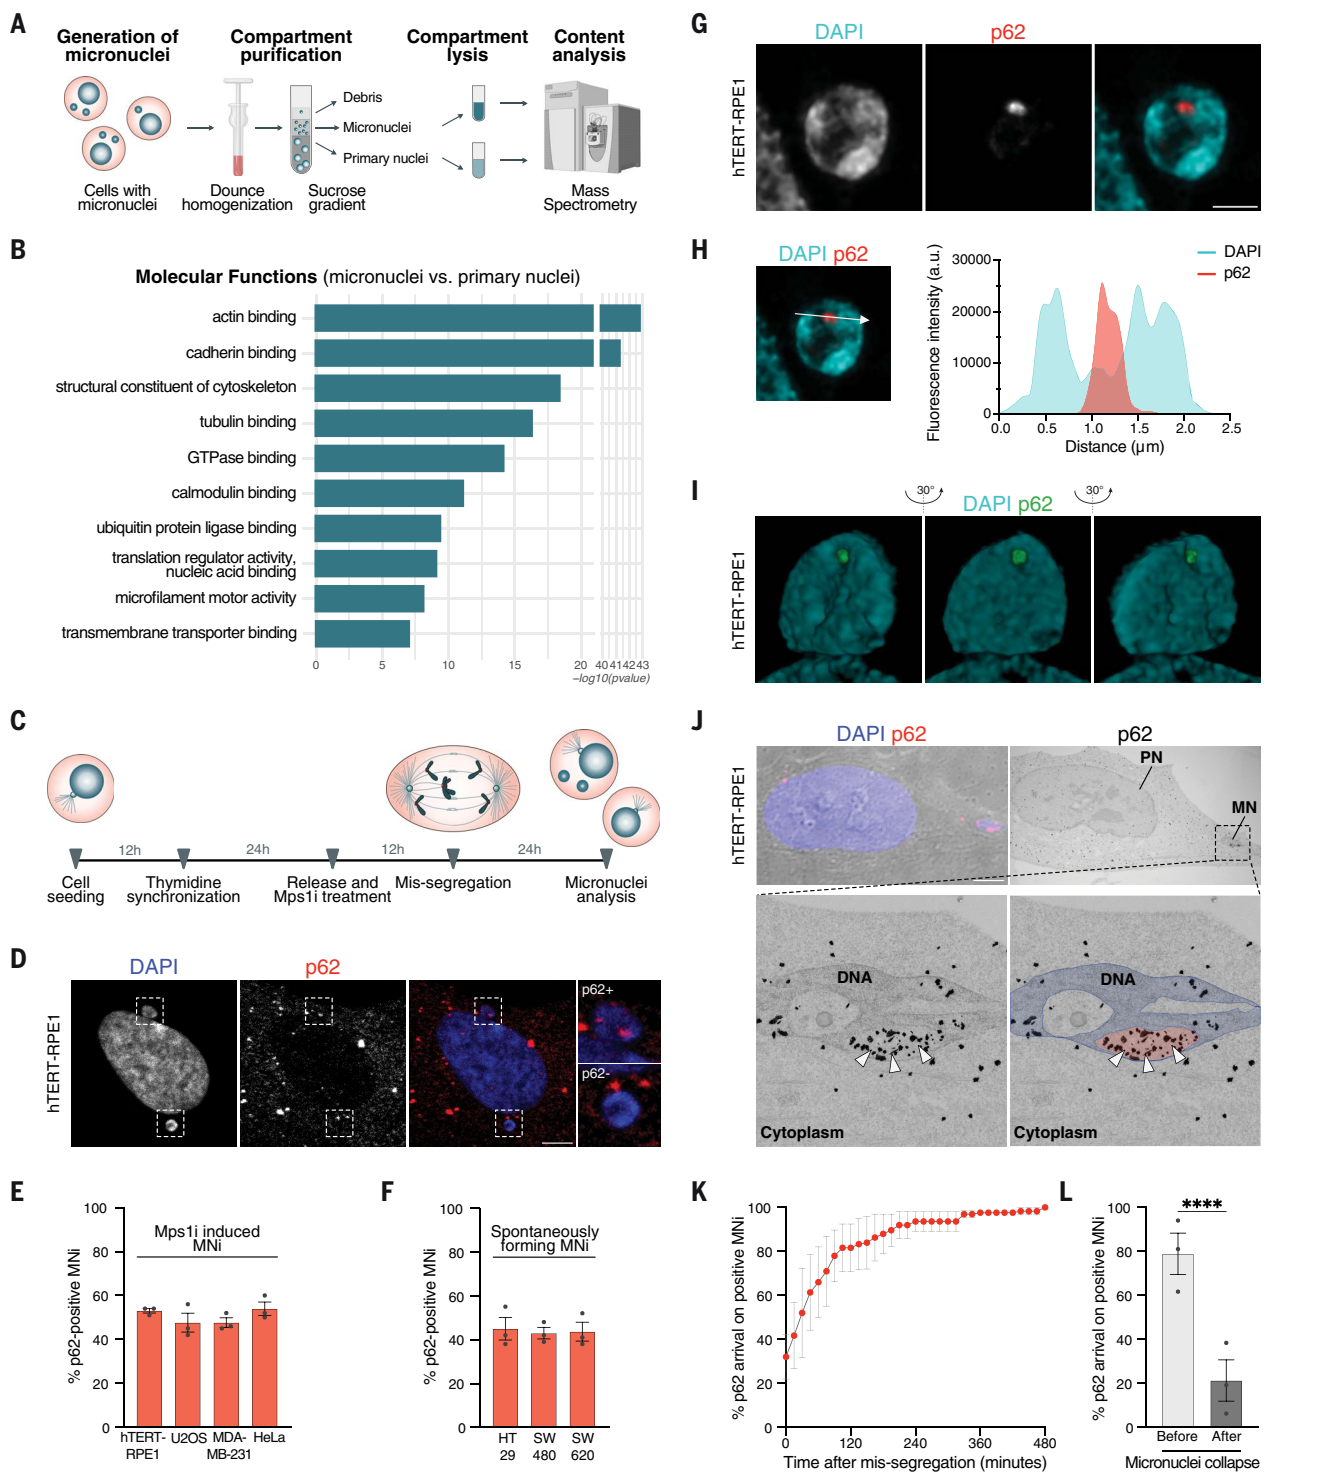 A
Generation of
micronuclei
Compartment
purification
Compartment
lysis
Content
analysis
Debris
Micronuclei
Primary nuclei
Cells with
micronuclei
Dounce
homogenization
Sucrose
gradient
Mass
Spectrometry
B
Molecular Functions (micronuclei vs. primary nuclei)
actin binding
cadherin binding
structural constituent of cytoskeleton
tubulin binding
GTPase binding
calmodulin binding
ubiquitin protein ligase binding
translation regulator activity,
nucleic acid binding
microfilament motor activity
transmembrane transporter binding
0 5 10 15 20 40 41 42 43
–log10(pvalue)
C
12h 24h 12h 24h
Cell
seeding
Thymidine
synchronization
Release and
Mps1i treatment
Mis-segregation
Micronuclei
analysis
D
DAPI p62
hTERT-RPE1
p62+
p62-
E
% p62-positive MNi
100
80
60
40
20
0
Mps1i induced
MNi
hTERT-
RPE1
U2OS
MDA-
MB-231
HeLa
F
% p62-positive MNi
100
80
60
40
20
0
Spontaneously
forming MNi
HT
29
SW
480
SW
620
G
DAPI p62
hTERT-RPE1
H
DAPI p62
Fluorescence intensity (a.u.)
30000
20000
10000
0
DAPI
p62
0.0 0.5 1.0 1.5 2.0 2.5
Distance (µm)
I
30° 30°
DAPI p62
hTERT-RPE1
J
DAPI p62 p62
hTERT-RPE1
PN
MN
DNA
Cytoplasm
DNA
Cytoplasm
K
% p62 arrival on positive MNi
100
80
60
40
20
0
0 120 240 360 480
Time after mis-segregation (minutes)
L
% p62 arrival on positive MNi
100
80
60
40
20
0
****
Before After
Micronuclei collapse